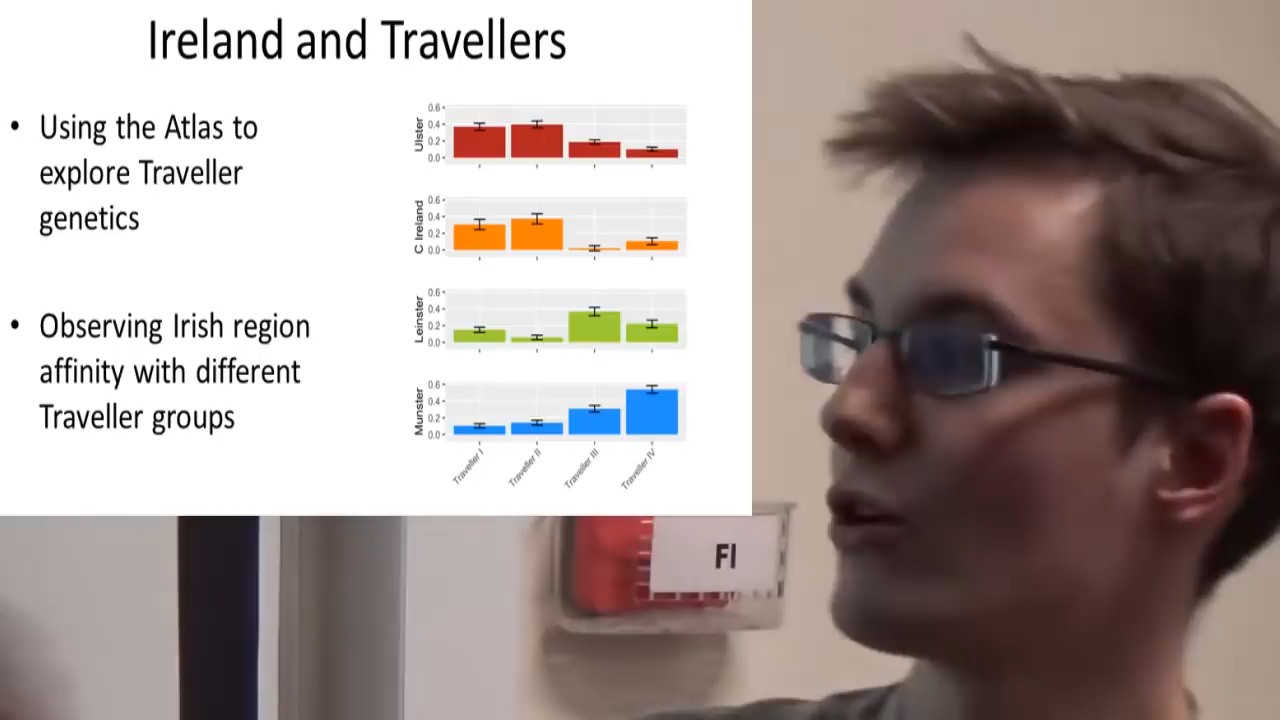 Ireland and Travellers
• Using the Atlas to
explore Traveller
genetics
• Observing Irish region
affinity with different
Traveller groups
Ulster
0.6
0.4
0.2
0.0
C Ireland
0.6
0.4
0.2
0.0
Leinster
0.6
0.4
0.2
0.0
Munster
0.6
0.4
0.2
0.0
Traveller I
Traveller II
Traveller III
Traveller IV
FI